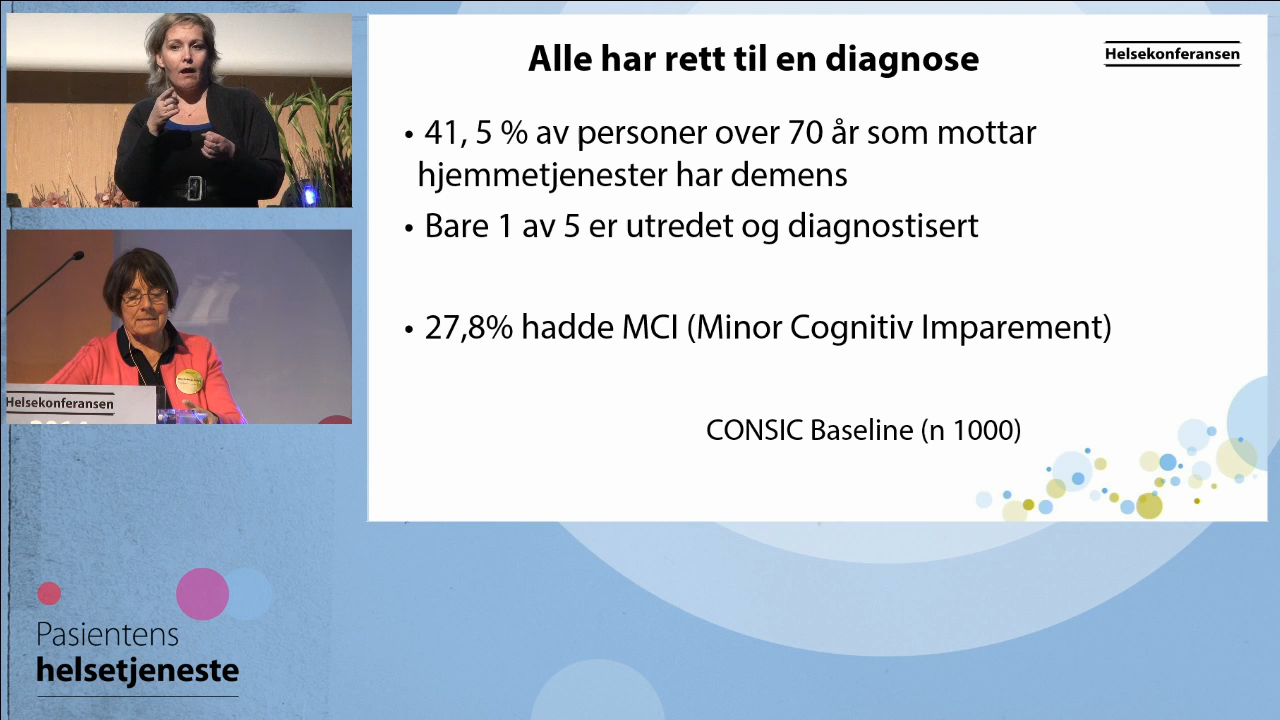 Alle har rett til en diagnose
Helsekonferansen
• 41, 5 % av personer over 70 år som mottar
hjemmetjenester har demens
• Bare 1 av 5 er utredet og diagnostisert
• 27,8% hadde MCI (Minor Cognitiv Imparement)
CONSIC Baseline (n 1000)
Helsekonferansen
Pasientens
helsetjeneste